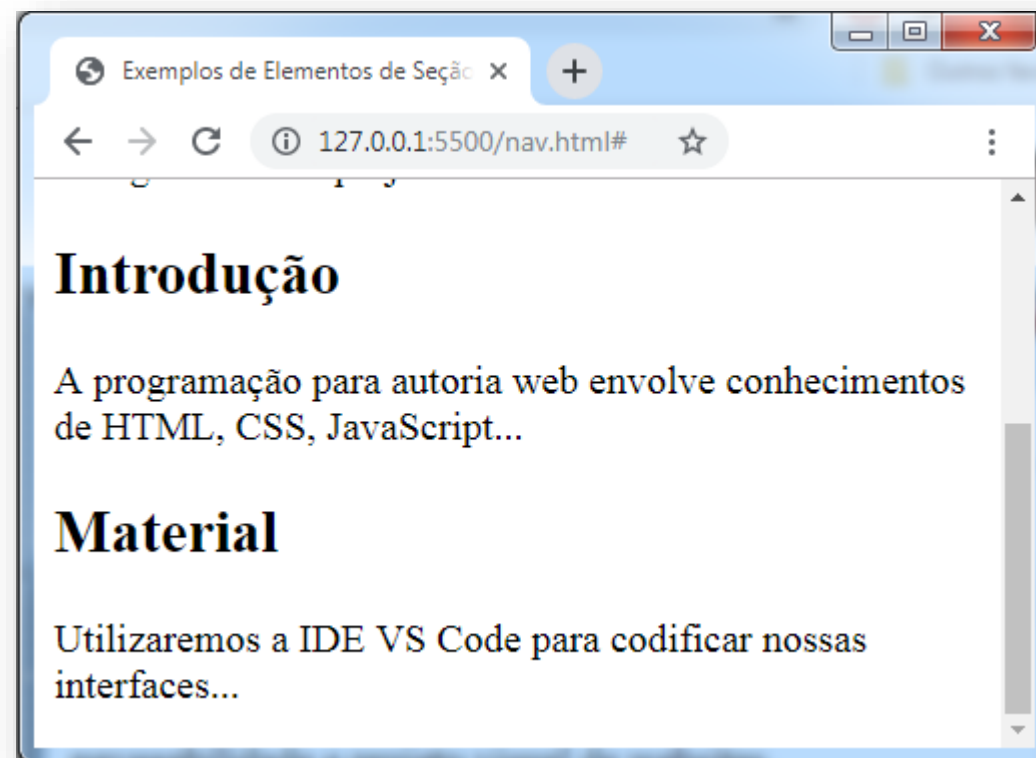 Exemplos de Elementos de Seção
127.0.0.1:5500/nav.html#
Introdução
A programação para autoria web envolve conhecimentos
de HTML, CSS, JavaScript...
Material
Utilizaremos a IDE VS Code para codificar nossas
interfaces...